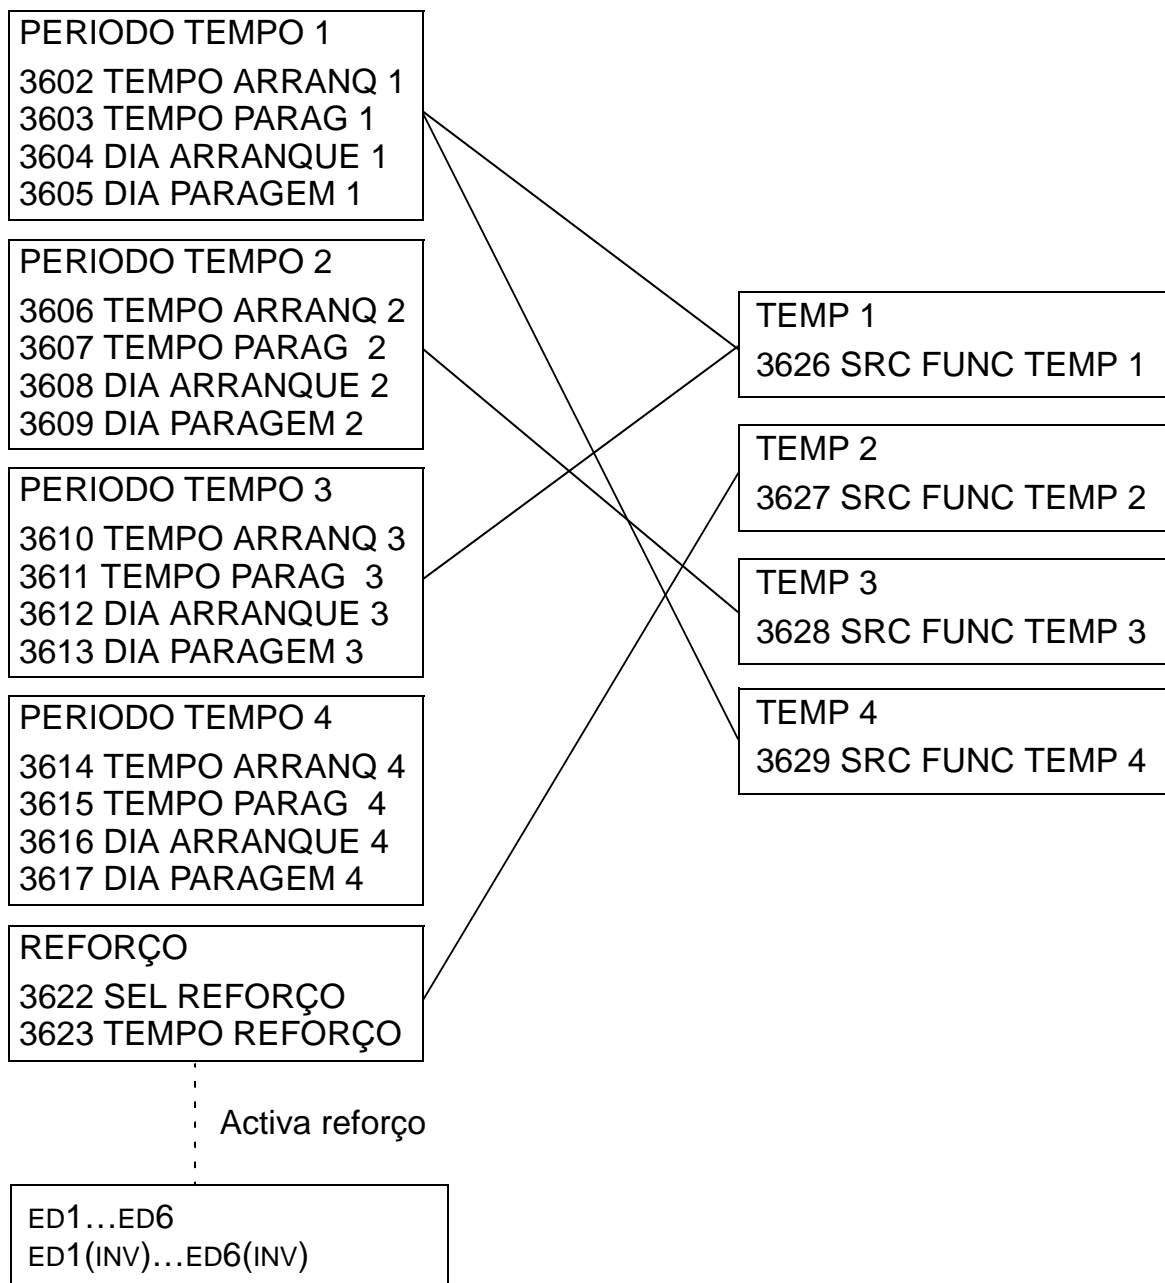 PERIODO TEMPO 1
3602 TEMPO ARRANQ 1
3603 TEMPO PARAG 1
3604 DIA ARRANQUE 1
3605 DIA PARAGEM 1
PERIODO TEMPO 2
3606 TEMPO ARRANQ 2
3607 TEMPO PARAG  2
3608 DIA ARRANQUE 2
3609 DIA PARAGEM 2
PERIODO TEMPO 3
3610 TEMPO ARRANQ 3
3611 TEMPO PARAG  3
3612 DIA ARRANQUE 3
3613 DIA PARAGEM 3
PERIODO TEMPO 4
3614 TEMPO ARRANQ 4
3615 TEMPO PARAG  4
3616 DIA ARRANQUE 4
3617 DIA PARAGEM 4
REFORÇO
3622 SEL REFORÇO
3623 TEMPO REFORÇO
Activa reforço
ED1…ED6
ED1(INV)…ED6(INV)
TEMP 1
3626 SRC FUNC TEMP 1
TEMP 2
3627 SRC FUNC TEMP 2
TEMP 3
3628 SRC FUNC TEMP 3
TEMP 4
3629 SRC FUNC TEMP 4